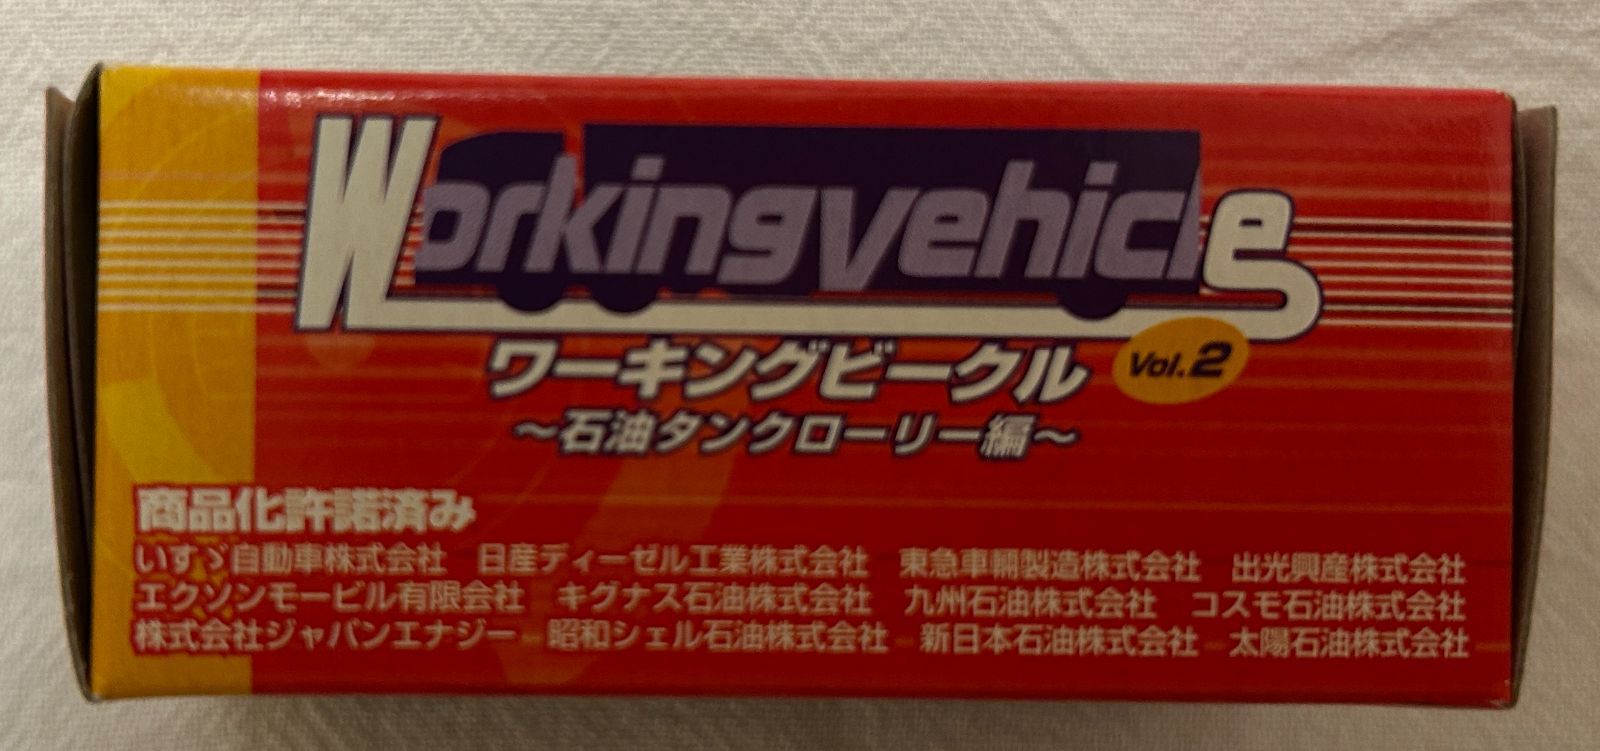 Working vehicles
ワーキングビークル Vol.2
～石油タンクローリー編～
商品化許諾済み
いすゞ自動車株式会社 日産ディーゼル工業株式会社 東急車輛製造株式会社 出光興産株式会社
エクソンモービル有限会社 キグナス石油株式会社 九州石油株式会社 コスモ石油株式会社
株式会社ジャパンエナジー 昭和シェル石油株式会社 新日本石油株式会社 太陽石油株式会社